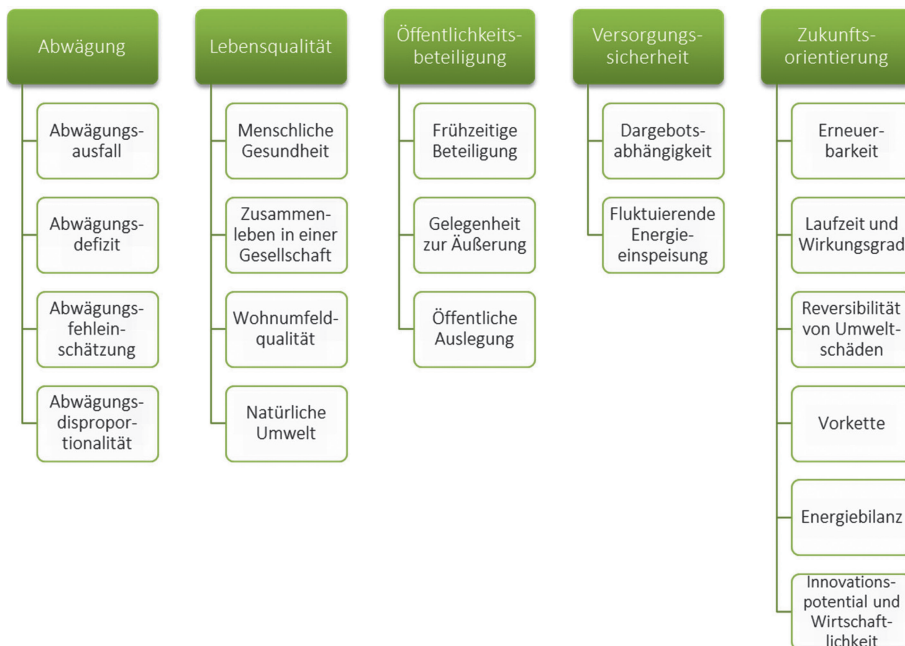 Abwägung
Abwägungs-
ausfall
Abwägungs-
defizit
Abwägungs-
fehlein-
schätzung
Abwägungs-
dispropor-
tionalität
Lebensqualität
Menschliche
Gesundheit
Zusammen-
leben in einer
Gesellschaft
Wohnumfeld-
qualität
Natürliche
Umwelt
Öffentlichkeits-
beteiligung
Frühzeitige
Beteiligung
Gelegenheit
zur Äußerung
Öffentliche
Auslegung
Versorgungs-
sicherheit
Dargebots-
abhängigkeit
Fluktuierende
Energie-
einspeisung
Zukunfts-
orientierung
Erneuer-
barkeit
Laufzeit und
Wirkungsgrad
Reversibilität
von Umwelt-
schäden
Vorkette
Energiebilanz
Innovations-
potential und
Wirtschaft-
lichkeit